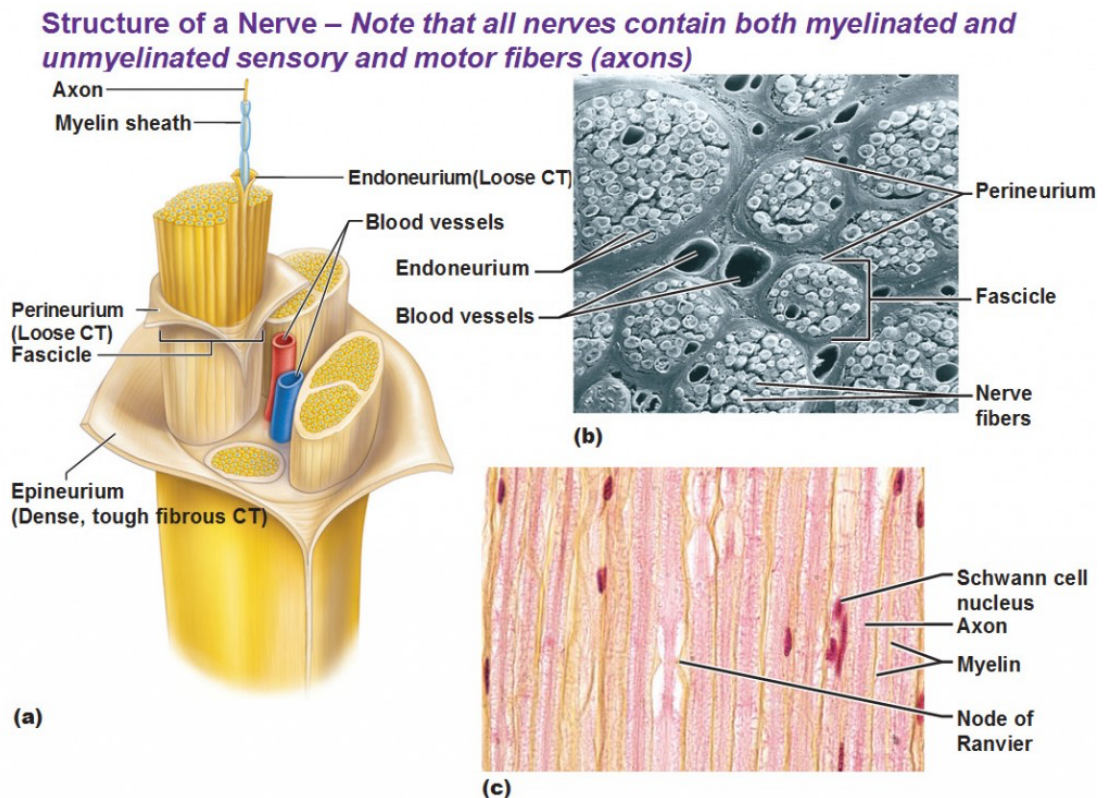 Structure of a Nerve – Note that all nerves contain both myelinated and
unmyelinated sensory and motor fibers (axons)
Axon
Myelin sheath
Endoneurium(Loose CT)
Blood vessels
Perineurium
(Loose CT)
Fascicle
Epineurium
(Dense, tough fibrous CT)
(a)
Endoneurium
Blood vessels
Perineurium
Fascicle
Nerve
fibers
(b)
Schwann cell
nucleus
Axon
Myelin
Node of
Ranvier
(c)